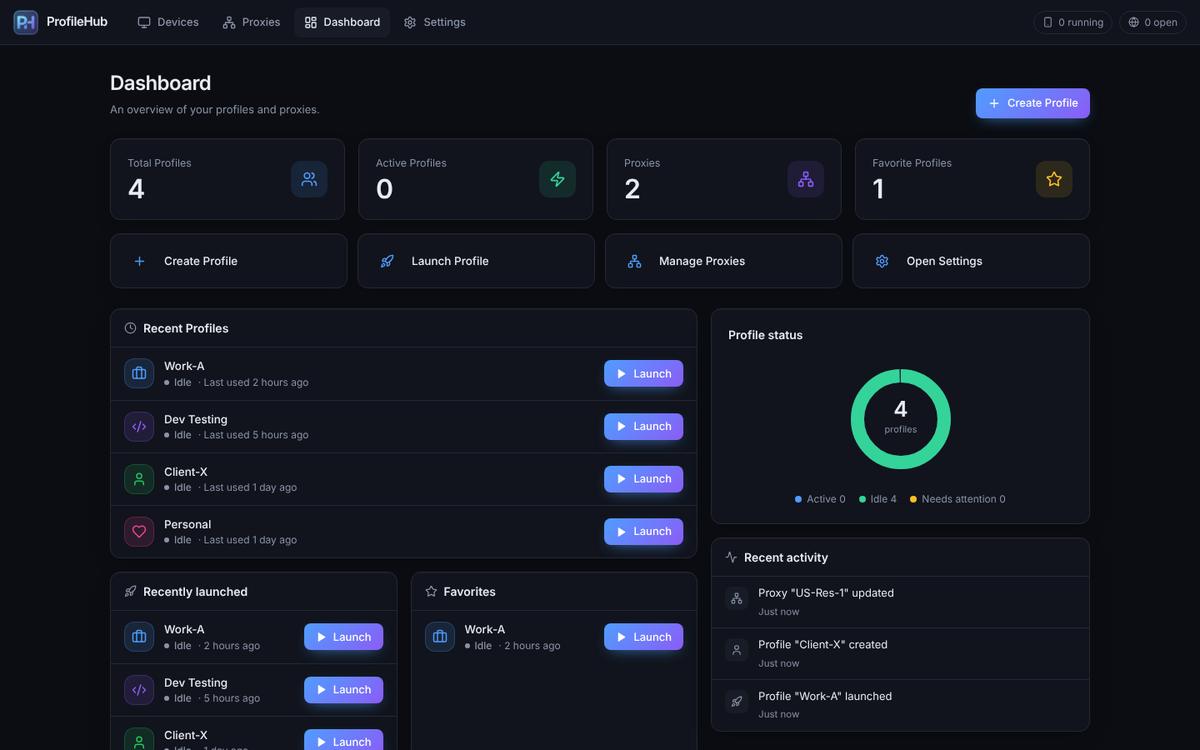 PH ProfileHub Devices Proxies Dashboard Settings 0 running 0 open
Dashboard
An overview of your profiles and proxies.
Create Profile
Total Profiles
4
Active Profiles
0
Proxies
2
Favorite Profiles
1
Create Profile
Launch Profile
Manage Proxies
Open Settings
Recent Profiles
Work-A
Idle · Last used 2 hours ago
Launch
Dev Testing
Idle · Last used 5 hours ago
Launch
Client-X
Idle · Last used 1 day ago
Launch
Personal
Idle · Last used 1 day ago
Launch
Profile status
4
profiles
Active 0 Idle 4 Needs attention 0
Recently launched
Work-A
Idle · 2 hours ago
Launch
Dev Testing
Idle · 5 hours ago
Launch
Client-X
Idle · 1 day ago
Launch
Favorites
Work-A
Idle · 2 hours ago
Launch
Recent activity
Proxy "US-Res-1" updated
Just now
Profile "Client-X" created
Just now
Profile "Work-A" launched
Just now